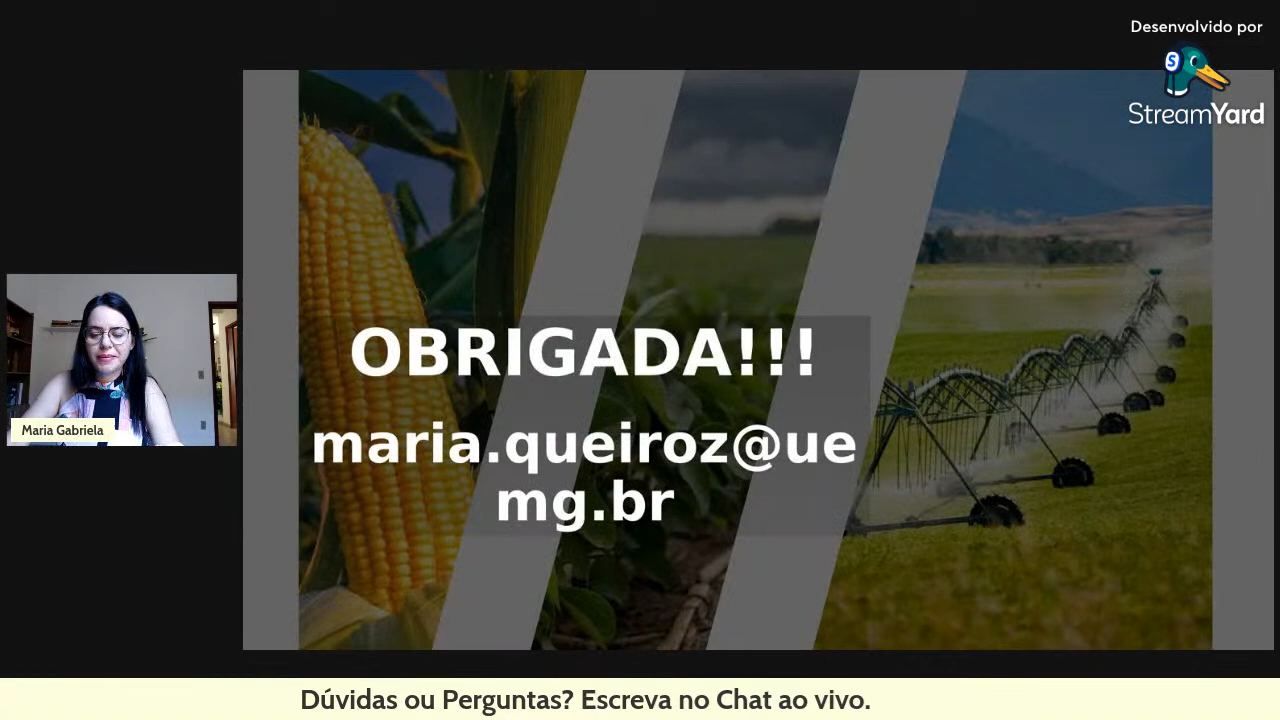 Desenvolvido por
StreamYard
OBRIGADA!!!
maria.queiroz@ue
mg.br
Maria Gabriela
Dúvidas ou Perguntas? Escreva no Chat ao vivo.